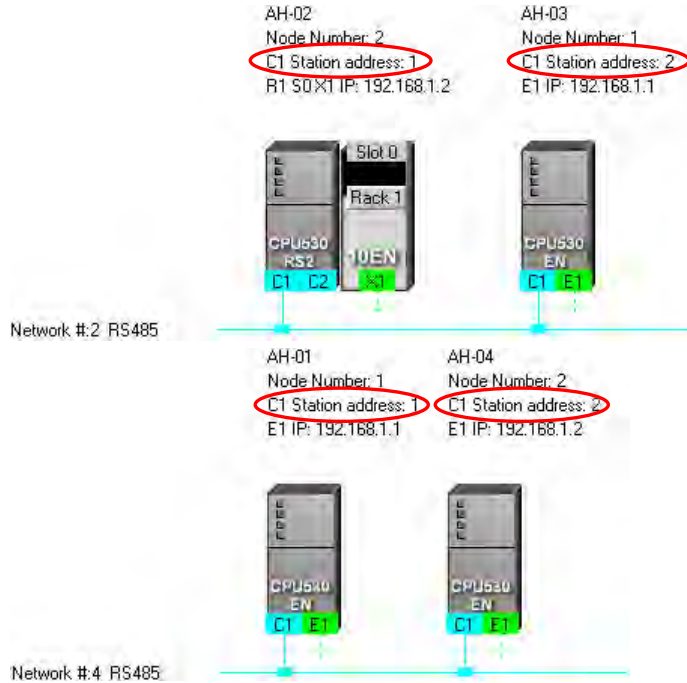 AH-02
Node Number: 2
C1 Station address: 1
R1 S0 X1 IP: 192.168.1.2
AH-03
Node Number: 1
C1 Station address: 2
E1 IP: 192.168.1.1
Slot 0
Rack 1
CPU530
RS2
10EN
C1 C2
X1
CPU530
EN
C1 E1
Network #:2 RS485
AH-01
Node Number: 1
C1 Station address: 1
E1 IP: 192.168.1.1
AH-04
Node Number: 2
C1 Station address: 2
E1 IP: 192.168.1.2
CPU530
EN
C1 E1
CPU530
EN
C1 E1
Network #:4 RS485